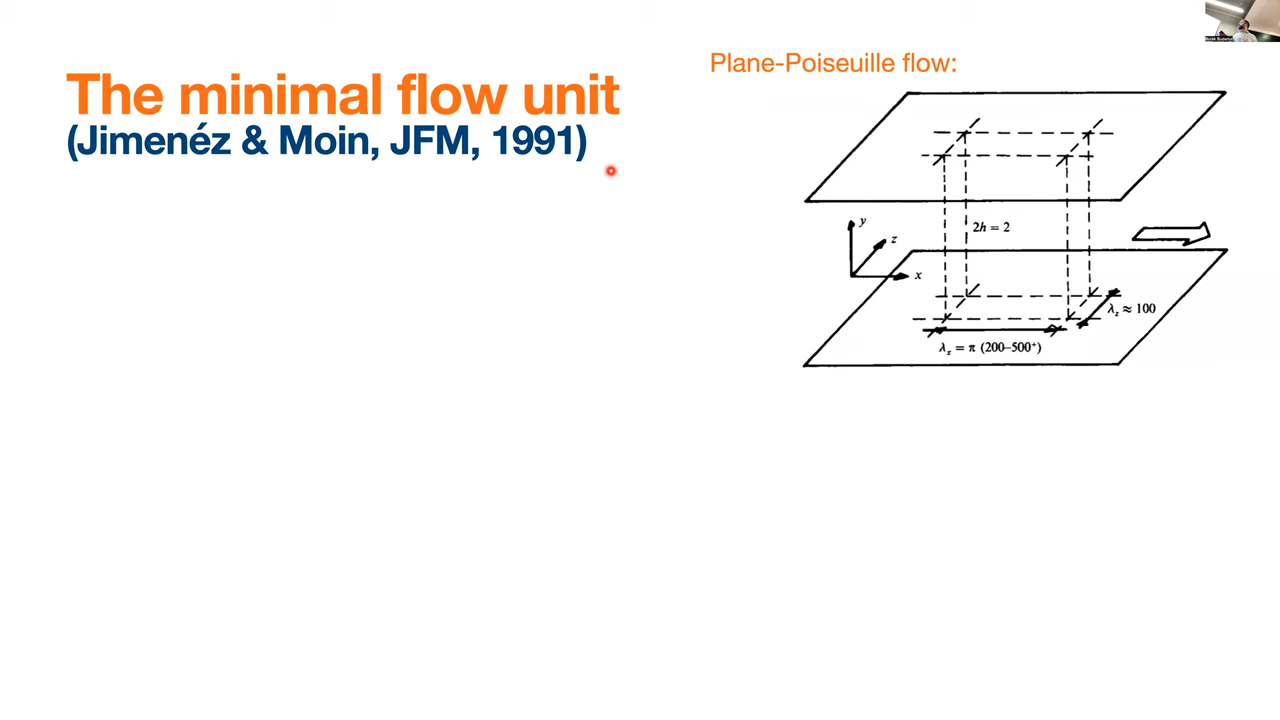 The minimal flow unit
(Jimenéz & Moin, JFM, 1991)
Plane-Poiseuille flow:
y
z
x
2h = 2
λz ≈ 100
λx = π (200–500⁺)